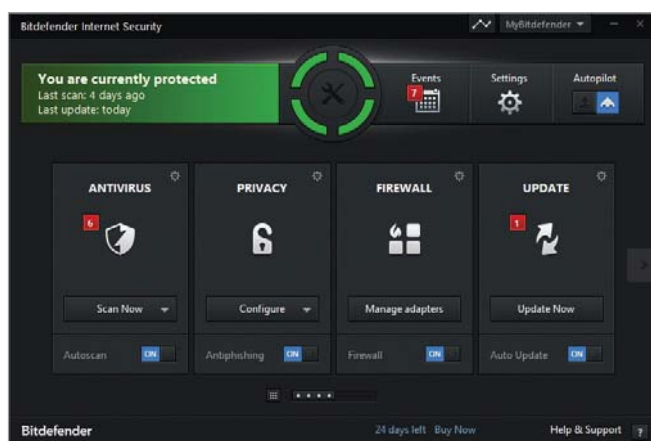 Bitdefender Internet Security
MyBitdefender
You are currently protected
Last scan: 4 days ago
Last update: today
Events
7
Settings
Autopilot
ANTIVIRUS
6
Scan Now
Autoscan ON
PRIVACY
Configure
Antiphishing ON
FIREWALL
Manage adapters
Firewall ON
UPDATE
1
Update Now
Auto Update ON
Bitdefender
24 days left Buy Now
Help & Support ?